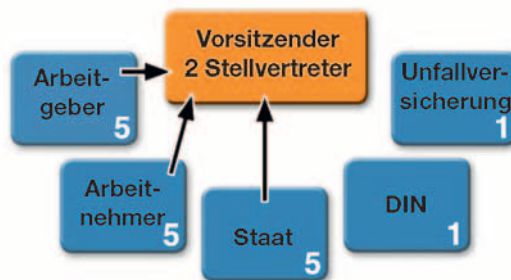 Vorsitzender
2 Stellvertreter
Arbeit-
geber
5
Unfallver-
sicherung
1
Arbeit-
nehmer
5
Staat
5
DIN
1